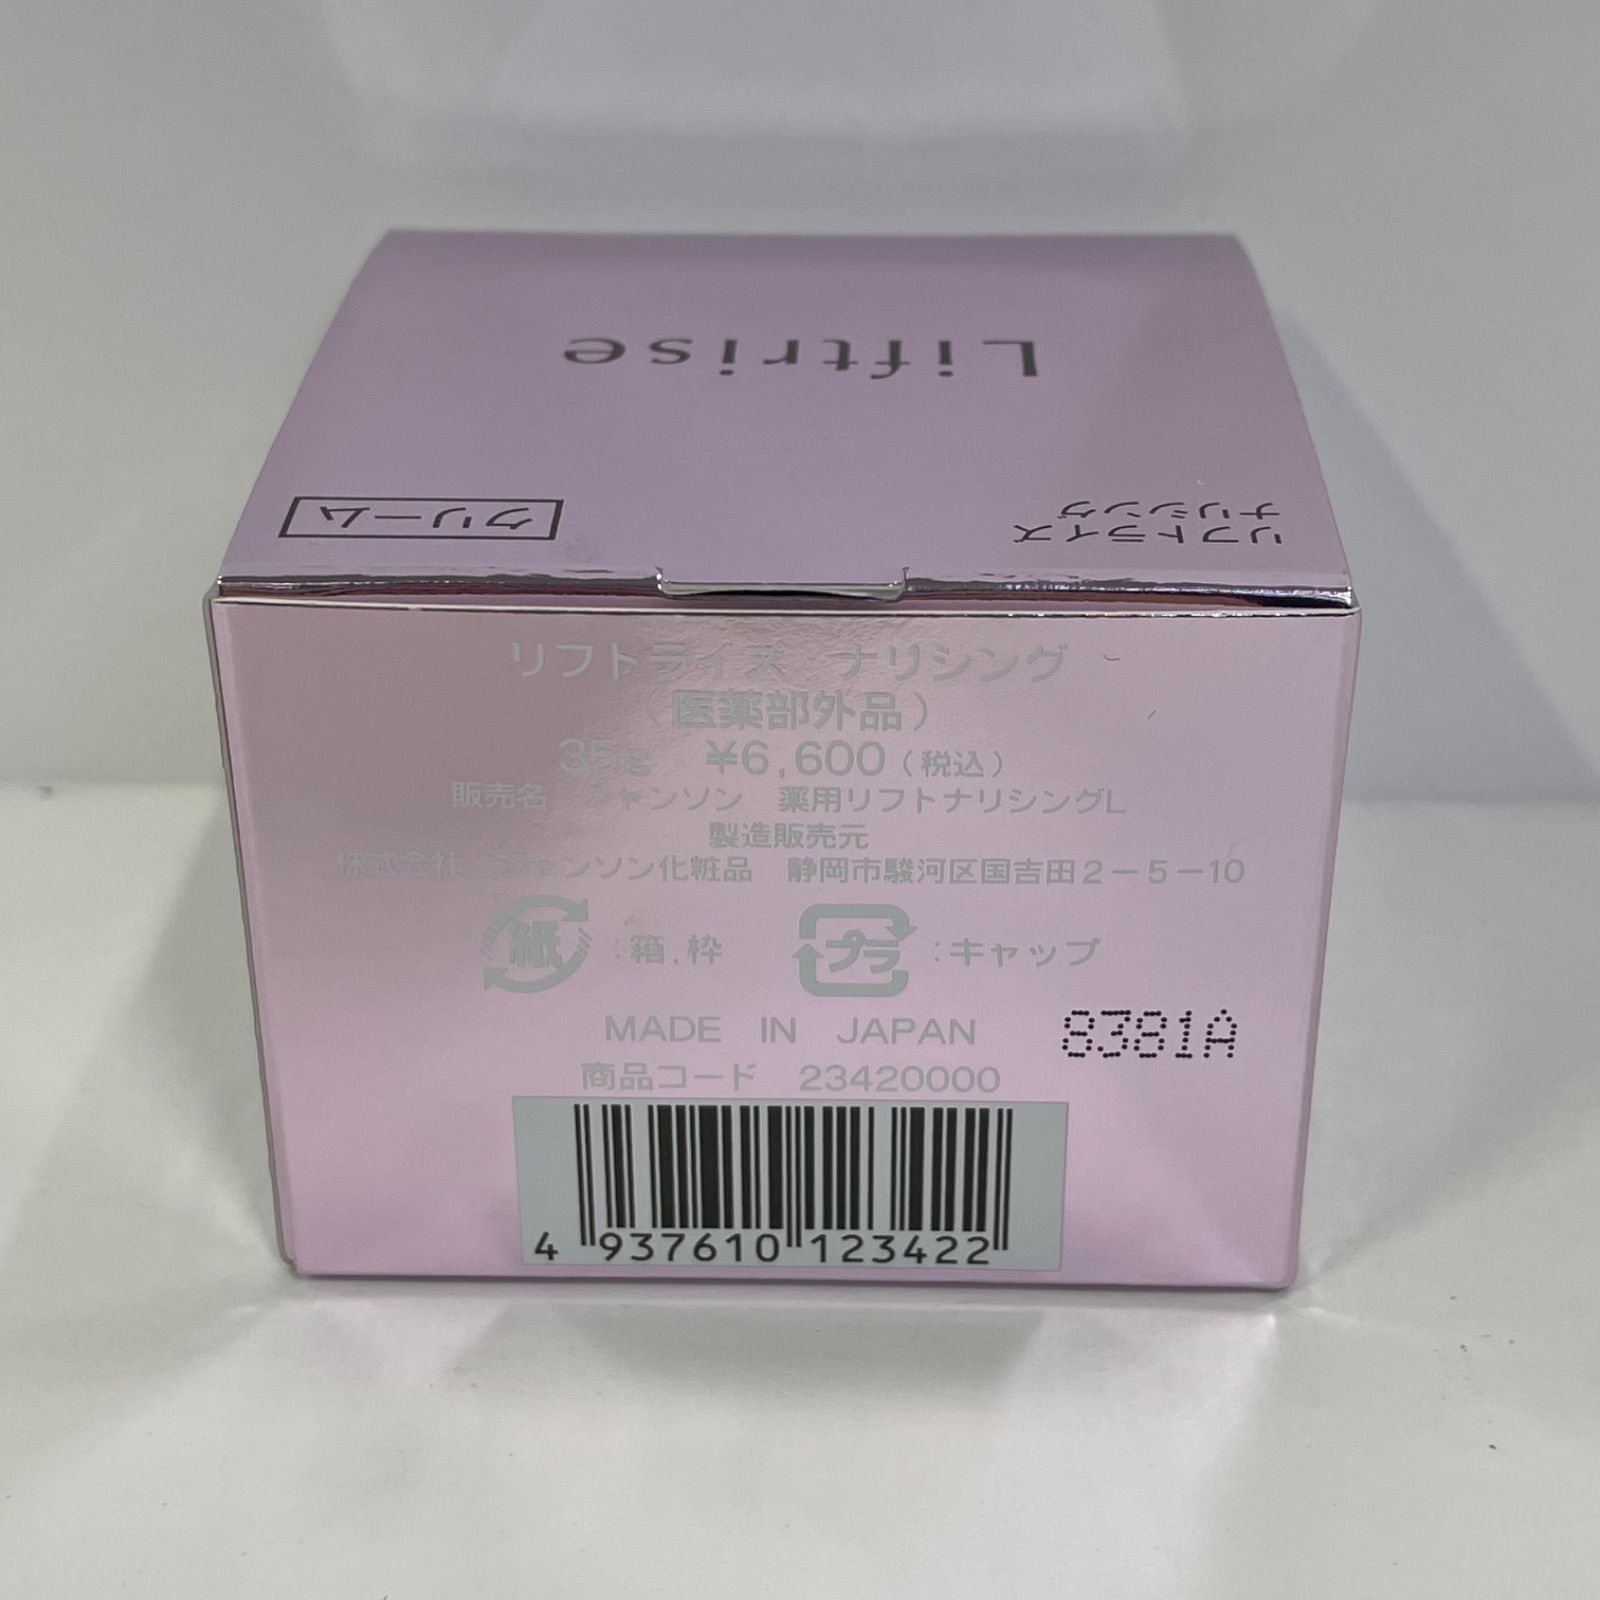 Liftrise
リフトライズ
ナリシング
クリーム
リフトライズ ナリシング
(医薬部外品)
35g ¥6,600(税込)
販売名 シャンソン 薬用リフトナリシングL
製造販売元
株式会社 シャンソン化粧品 静岡市駿河区国吉田2-5-10
紙 :箱,枠 プラ :キャップ
MADE IN JAPAN
8381A
商品コード 23420000
4 937610 123422